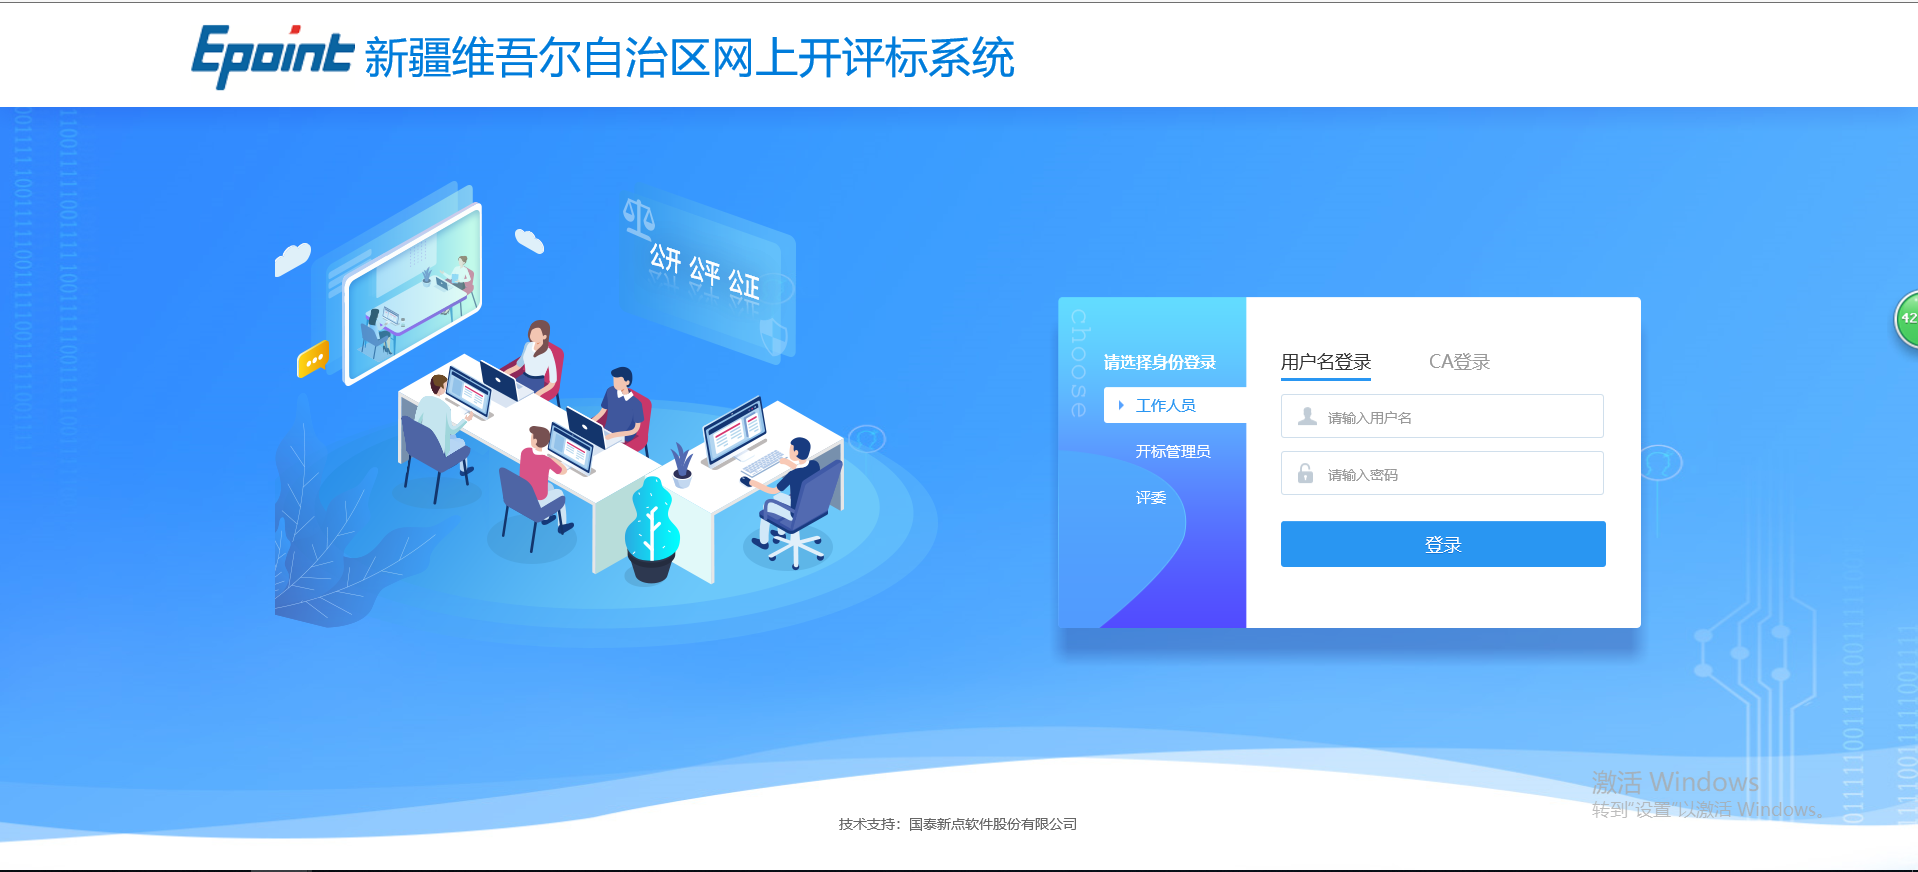 Epoint 新疆维吾尔自治区网上开评标系统
公开 公平 公正
choose
请选择身份登录
工作人员
开标管理员
评委
用户名登录 CA登录
请输入用户名
请输入密码
登录
42
激活 Windows
转到"设置"以激活 Windows。
技术支持：国泰新点软件股份有限公司